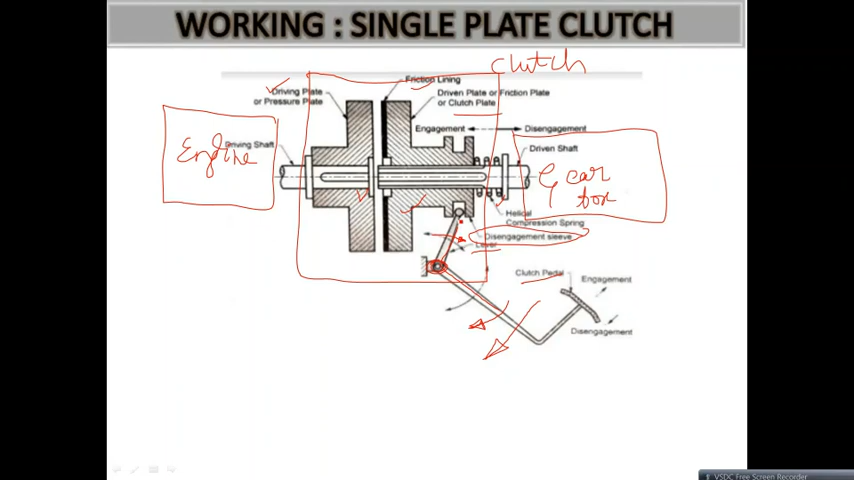 WORKING : SINGLE PLATE CLUTCH
Clutch
Friction Lining
Driving Plate
or Pressure Plate
Driven Plate or Friction Plate
or Clutch Plate
Engagement
Disengagement
Engine
Driving Shaft
Driven Shaft
Gear
box
Helical
Compression Spring
Disengagement sleeve
Lever
Clutch Pedal
Engagement
Disengagement
VSDC Free Screen Recorder